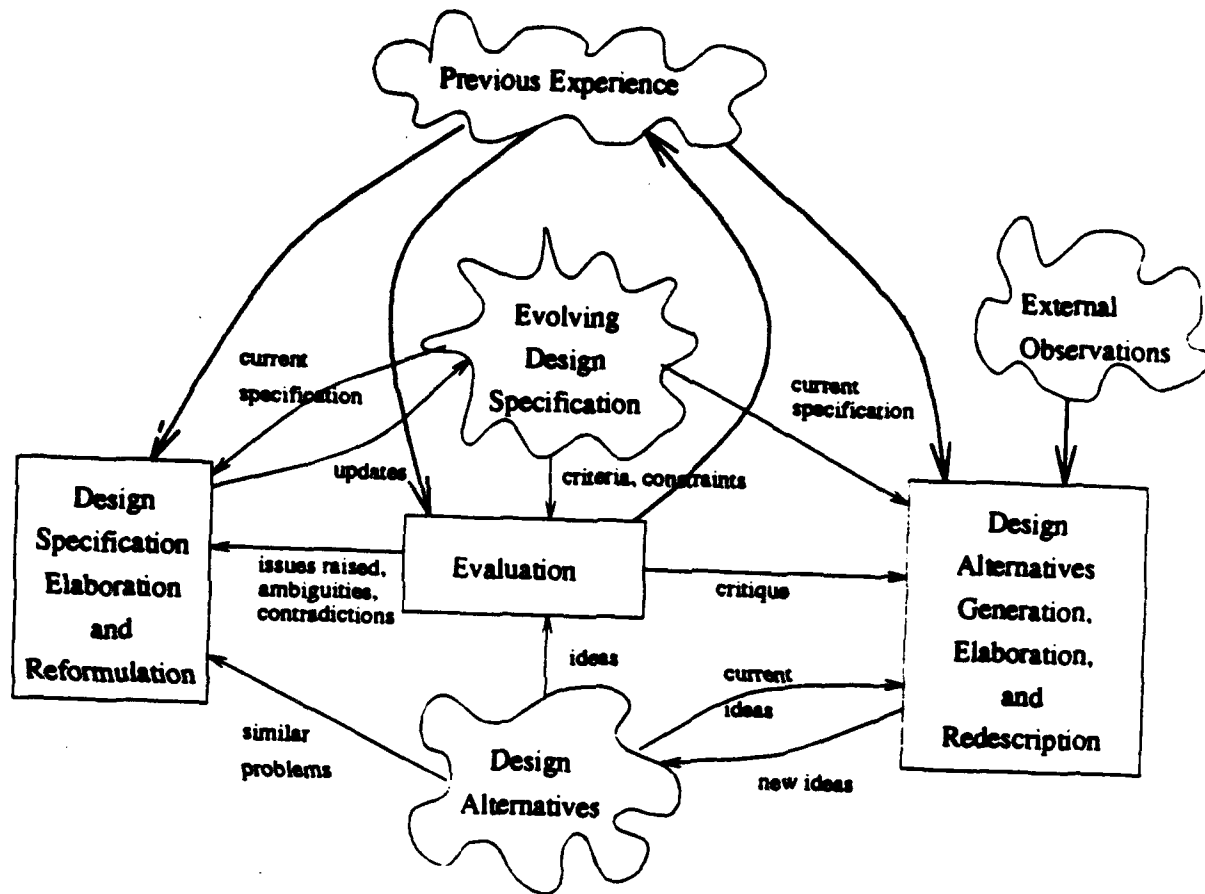 Previous Experience
Evolving
Design
Specification
External
Observations
current
specification
current
specification
updates
criteria, constraints
Design
Specification
Elaboration
and
Reformulation
Evaluation
issues raised,
ambiguities,
contradictions
critique
Design
Alternatives
Generation,
Elaboration,
and
Redescription
ideas
current
ideas
similar
problems
Design
Alternatives
new ideas